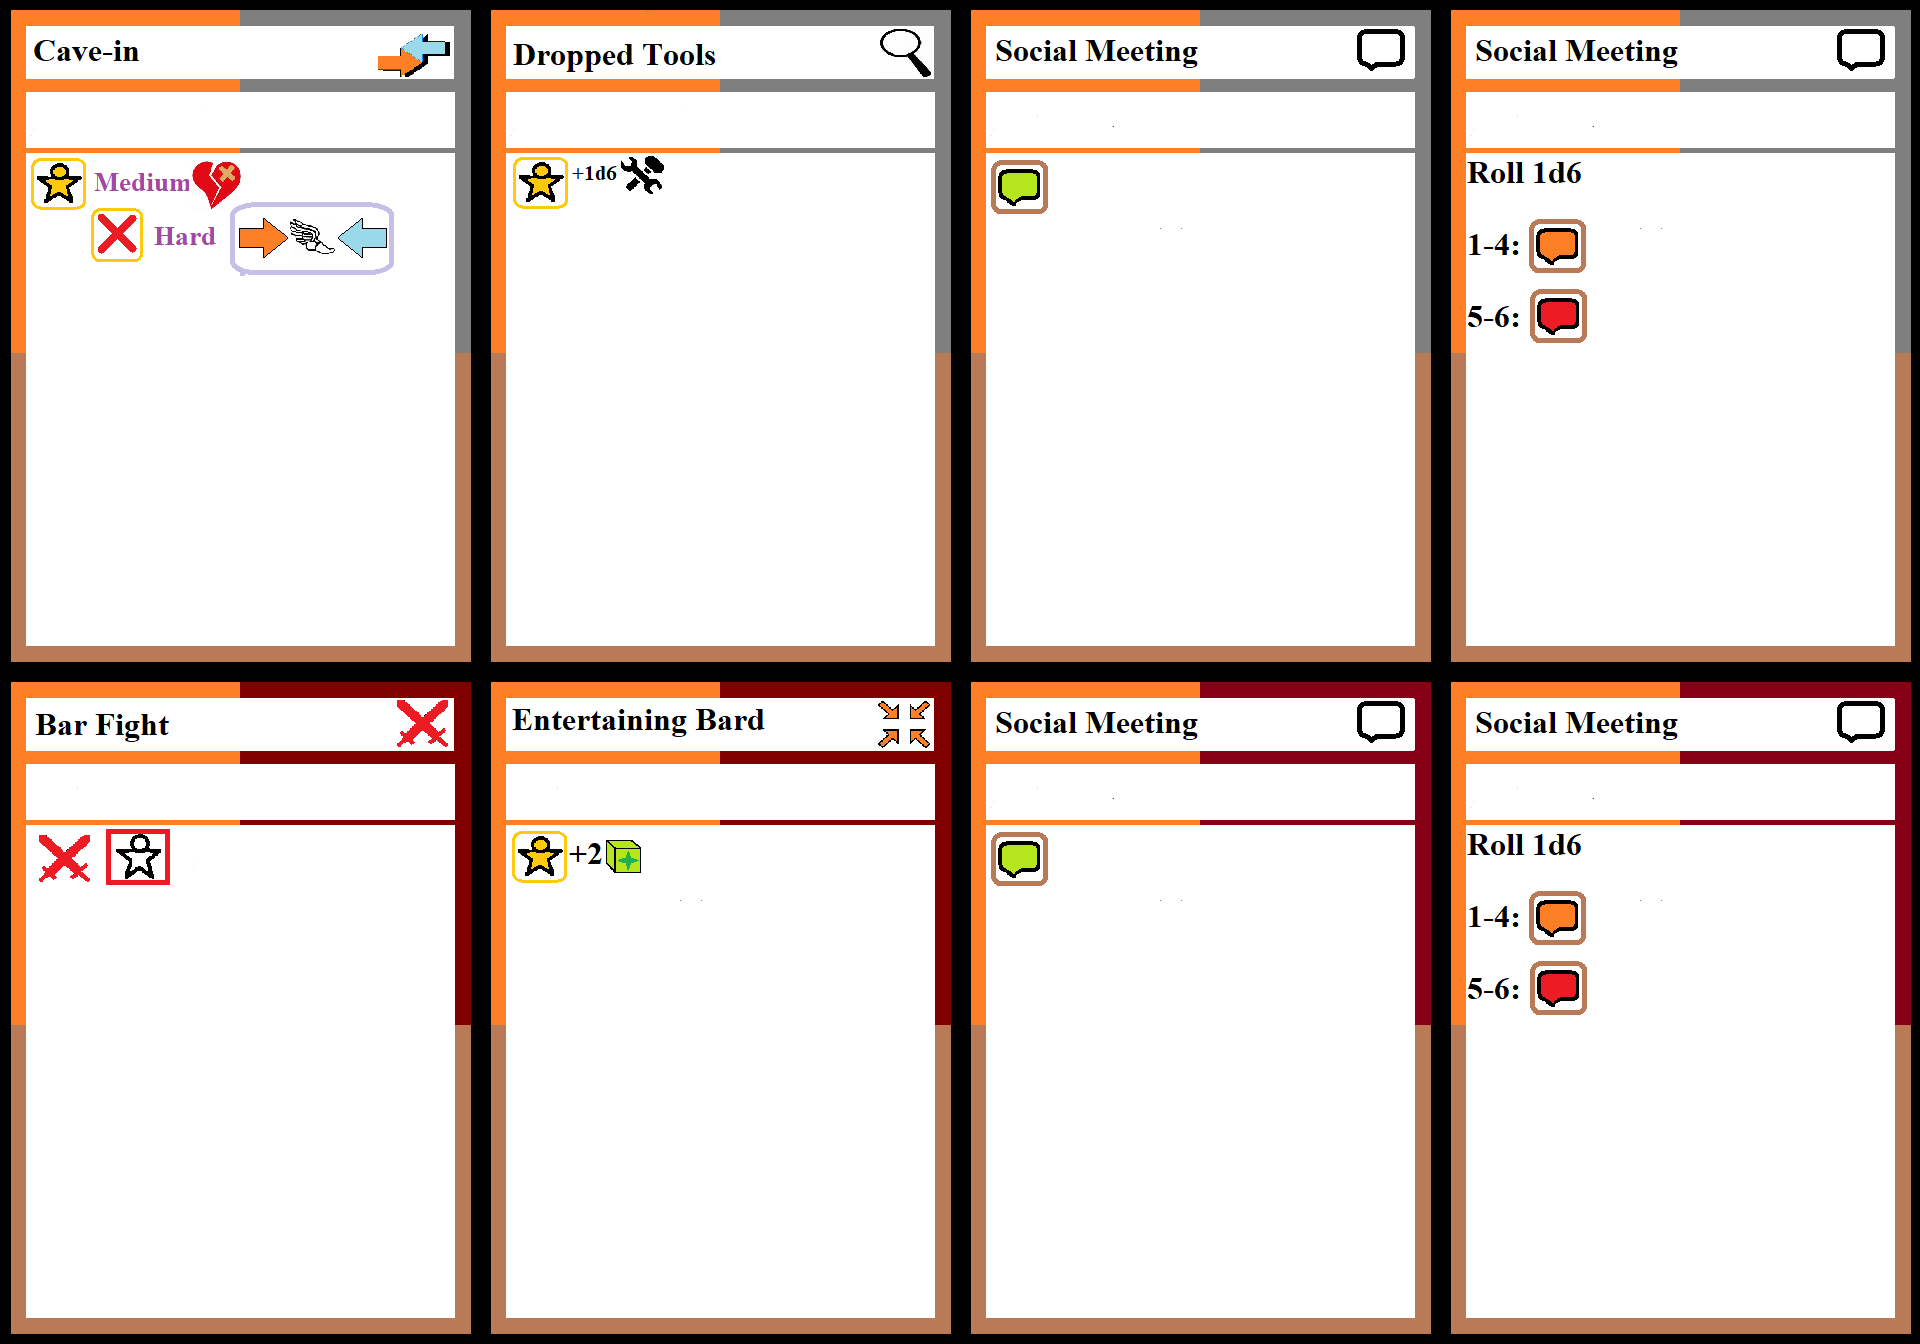 Cave-in
Medium
Hard
Dropped Tools
+1d6
Social Meeting
Social Meeting
Roll 1d6
1-4:
5-6:
Bar Fight
Entertaining Bard
+2
Social Meeting
Social Meeting
Roll 1d6
1-4:
5-6: